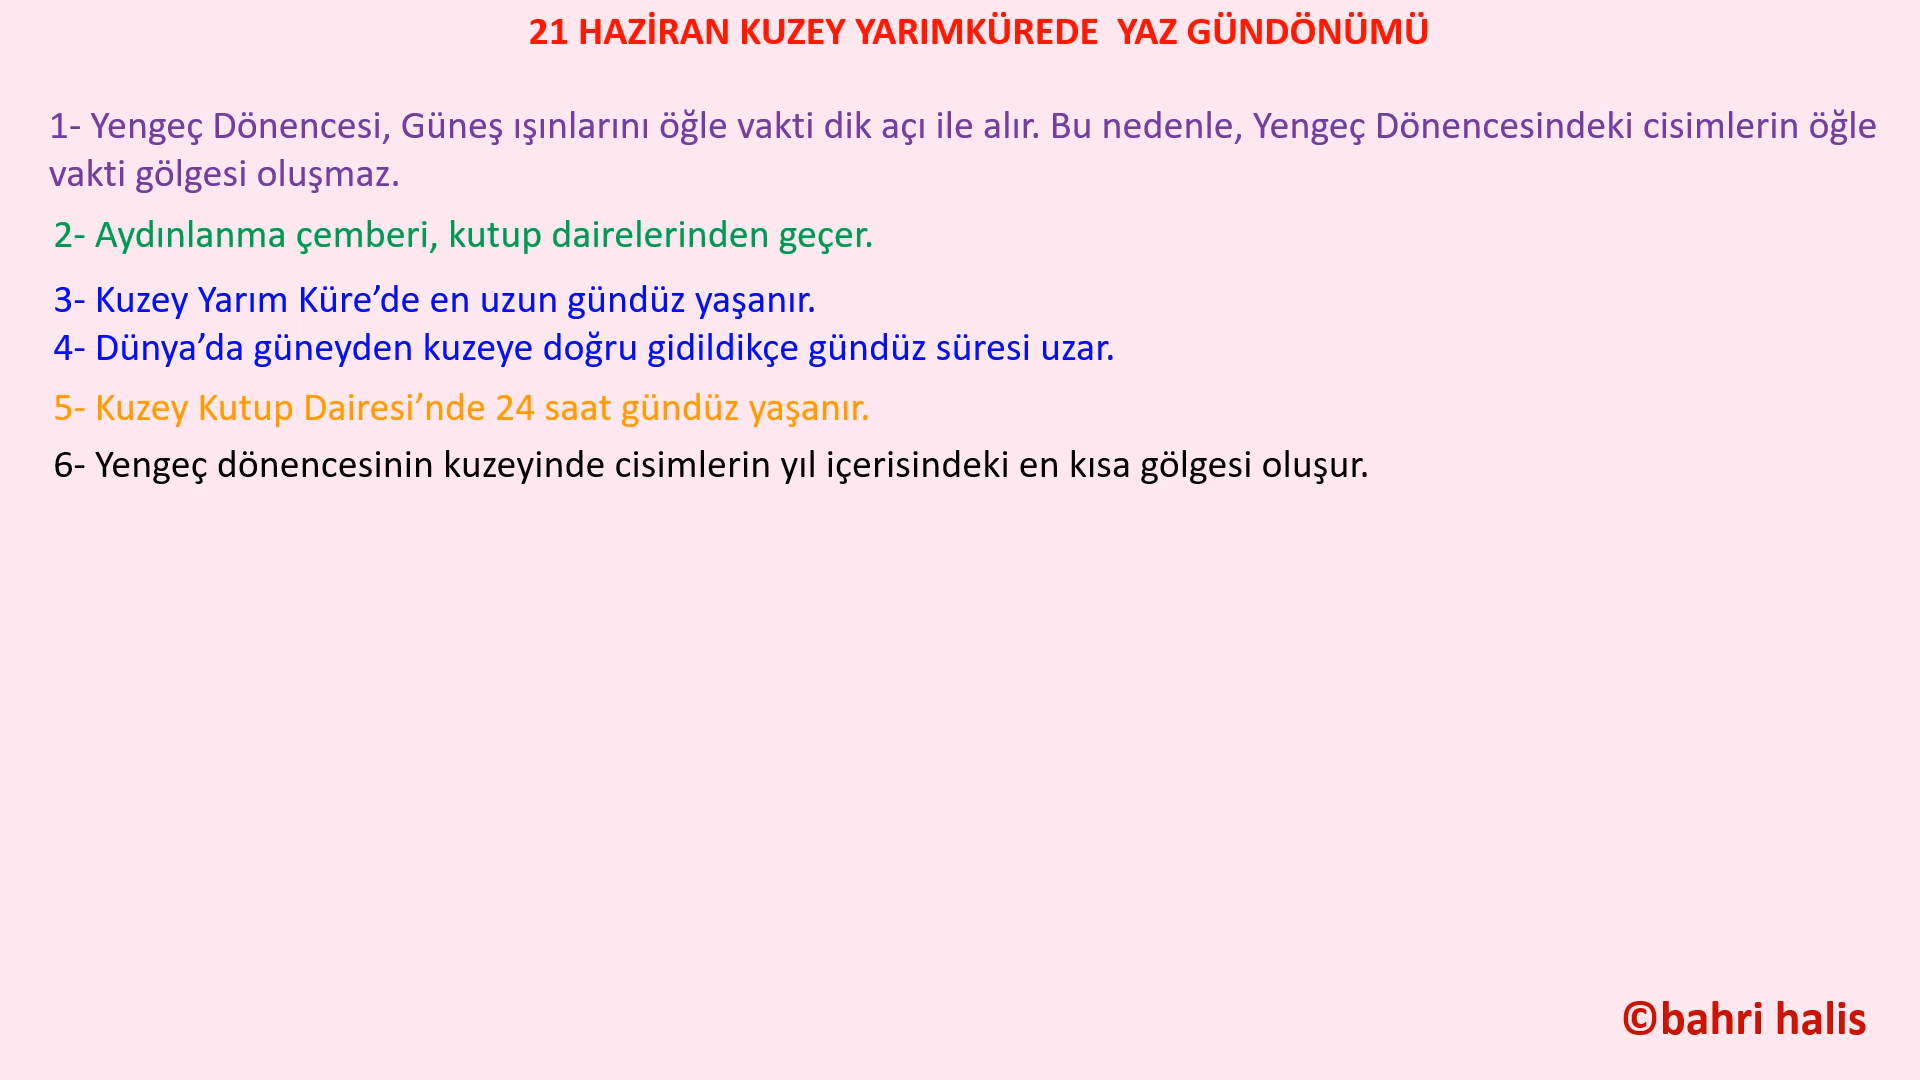 21 HAZİRAN KUZEY YARIMKÜREDE  YAZ GÜNDÖNÜMÜ
1- Yengeç Dönencesi, Güneş ışınlarını öğle vakti dik açı ile alır. Bu nedenle, Yengeç Dönencesindeki cisimlerin öğle
vakti gölgesi oluşmaz.
2- Aydınlanma çemberi, kutup dairelerinden geçer.
3- Kuzey Yarım Küre’de en uzun gündüz yaşanır.
4- Dünya’da güneyden kuzeye doğru gidildikçe gündüz süresi uzar.
5- Kuzey Kutup Dairesi’nde 24 saat gündüz yaşanır.
6- Yengeç dönencesinin kuzeyinde cisimlerin yıl içerisindeki en kısa gölgesi oluşur.
©bahri halis